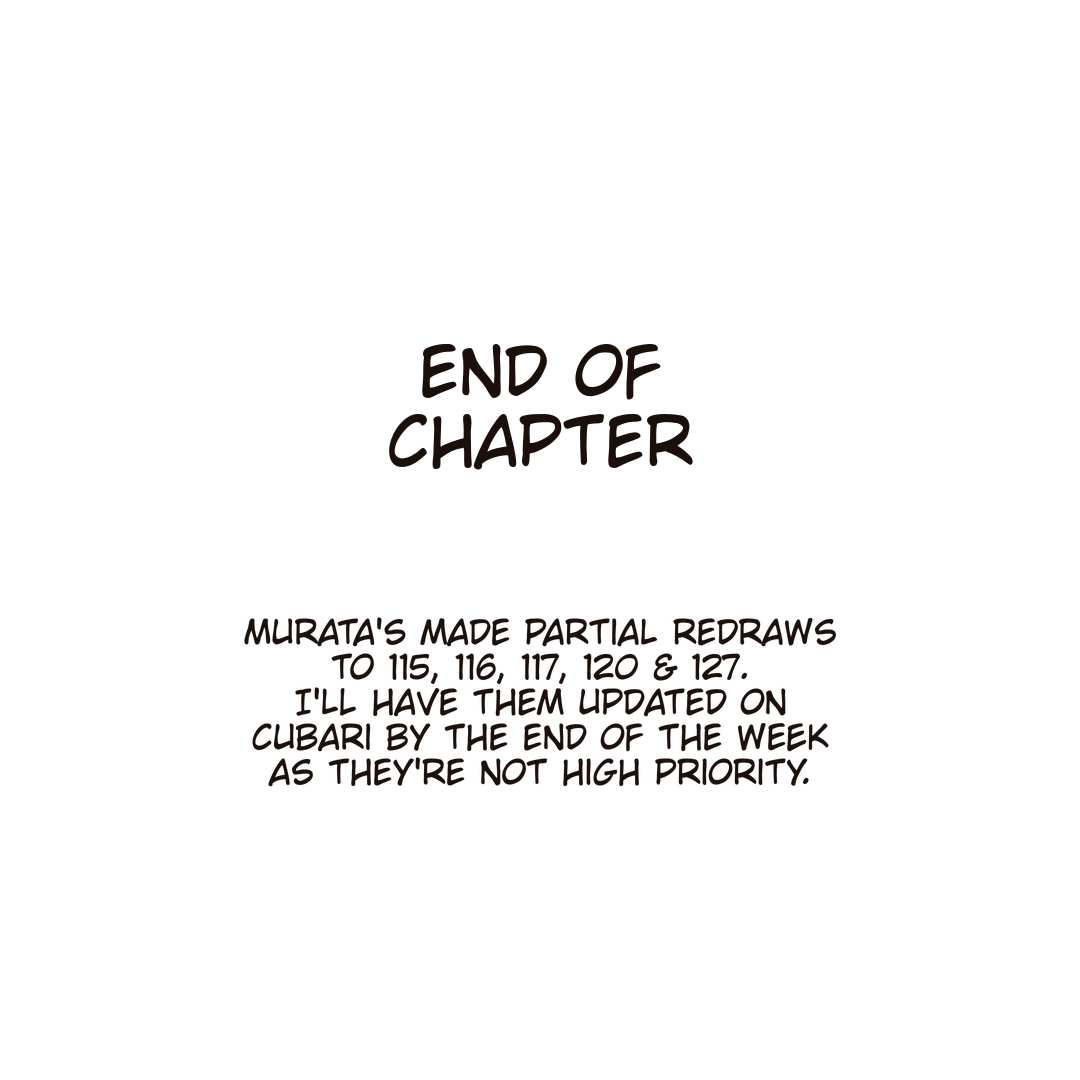 END OF
CHAPTER
MURATA'S MADE PARTIAL REDRAWS
TO 115, 116, 117, 120 & 127.
I'LL HAVE THEM UPDATED ON
CUBARI BY THE END OF THE WEEK
AS THEY'RE NOT HIGH PRIORITY.